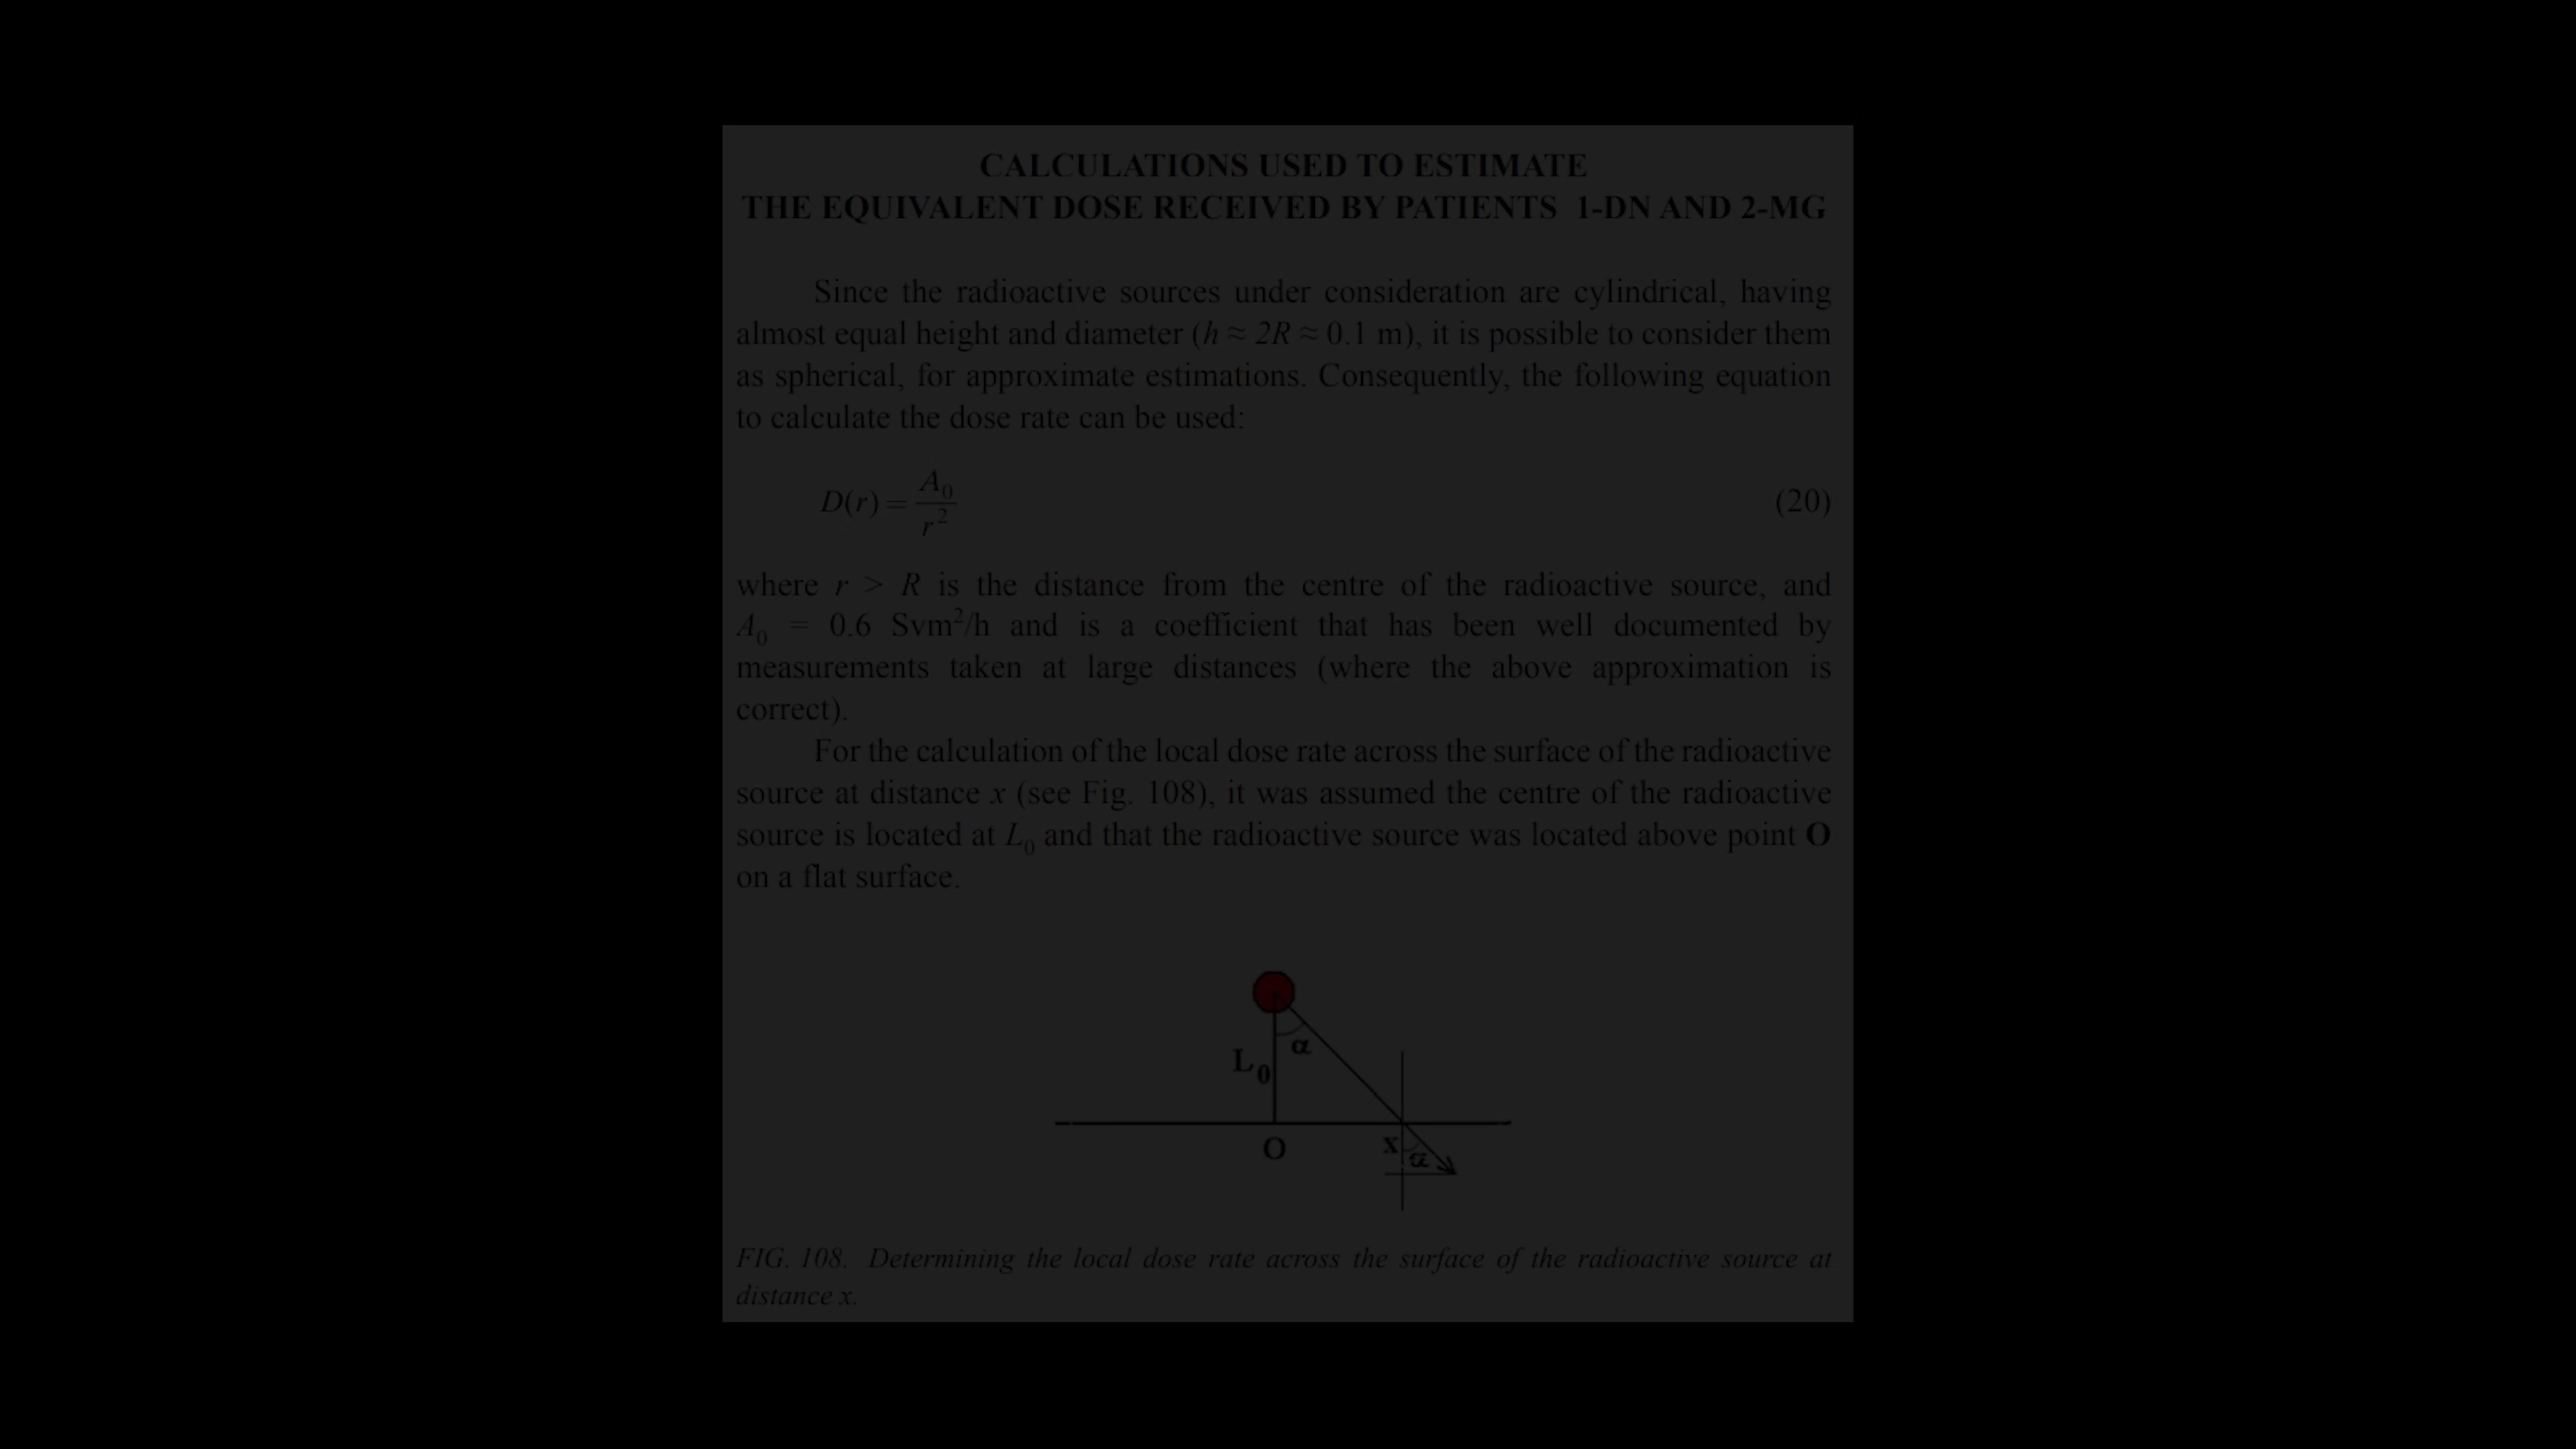 CALCULATIONS USED TO ESTIMATE
THE EQUIVALENT DOSE RECEIVED BY PATIENTS 1-DN AND 2-MG
Since the radioactive sources under consideration are cylindrical, having
almost equal height and diameter (h ≈ 2R ≈ 0.1 m), it is possible to consider them
as spherical, for approximate estimations. Consequently, the following equation
to calculate the dose rate can be used:
D(r) = A₀ / r² (20)
where r > R is the distance from the centre of the radioactive source, and
A₀ = 0.6 Svm²/h and is a coefficient that has been well documented by
measurements taken at large distances (where the above approximation is
correct).
For the calculation of the local dose rate across the surface of the radioactive
source at distance x (see Fig. 108), it was assumed the centre of the radioactive
source is located at L₀ and that the radioactive source was located above point O
on a flat surface.
α
L₀
O
x
α
FIG. 108. Determining the local dose rate across the surface of the radioactive source at
distance x.